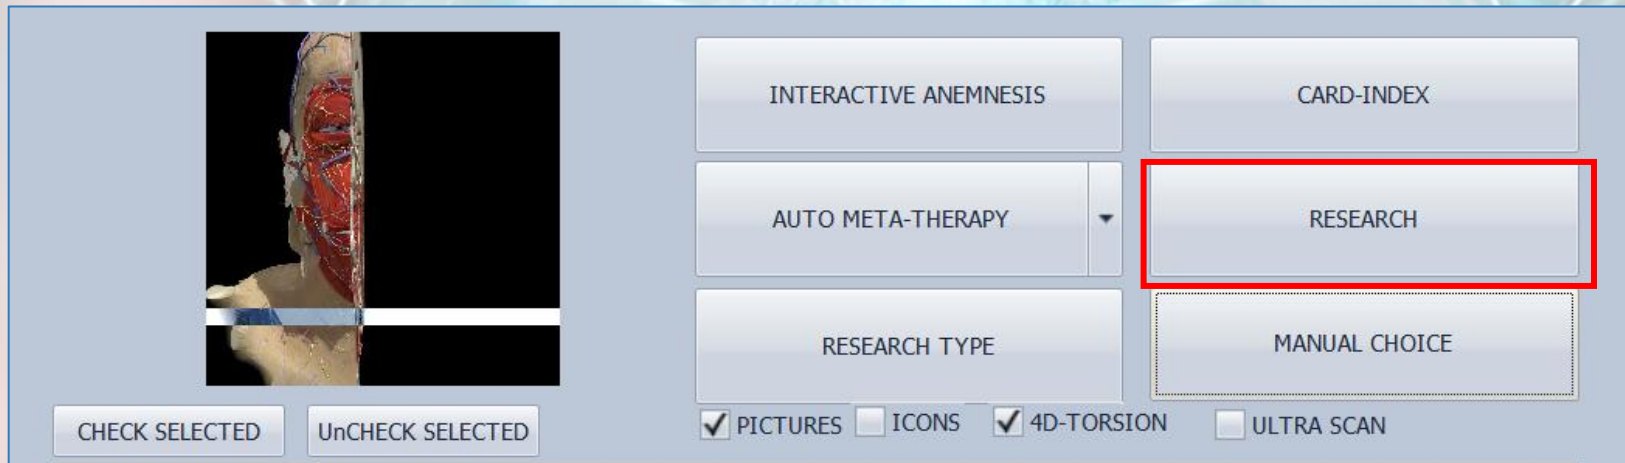 INTERACTIVE ANEMNESIS
CARD-INDEX
AUTO META-THERAPY
RESEARCH
RESEARCH TYPE
MANUAL CHOICE
CHECK SELECTED
UnCHECK SELECTED
PICTURES
ICONS
4D-TORSION
ULTRA SCAN